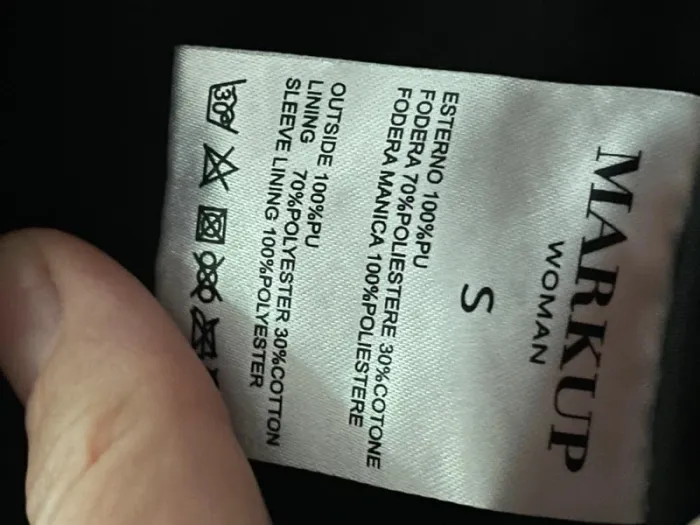 MARKUP
WOMAN
S
ESTERNO 100%PU
FODERA 70%POLIESTERE 30%COTONE
FODERA MANICA 100%POLIESTERE
OUTSIDE 100%PU
LINING 70%POLYESTER 30%COTTON
SLEEVE LINING 100%POLYESTER
30°